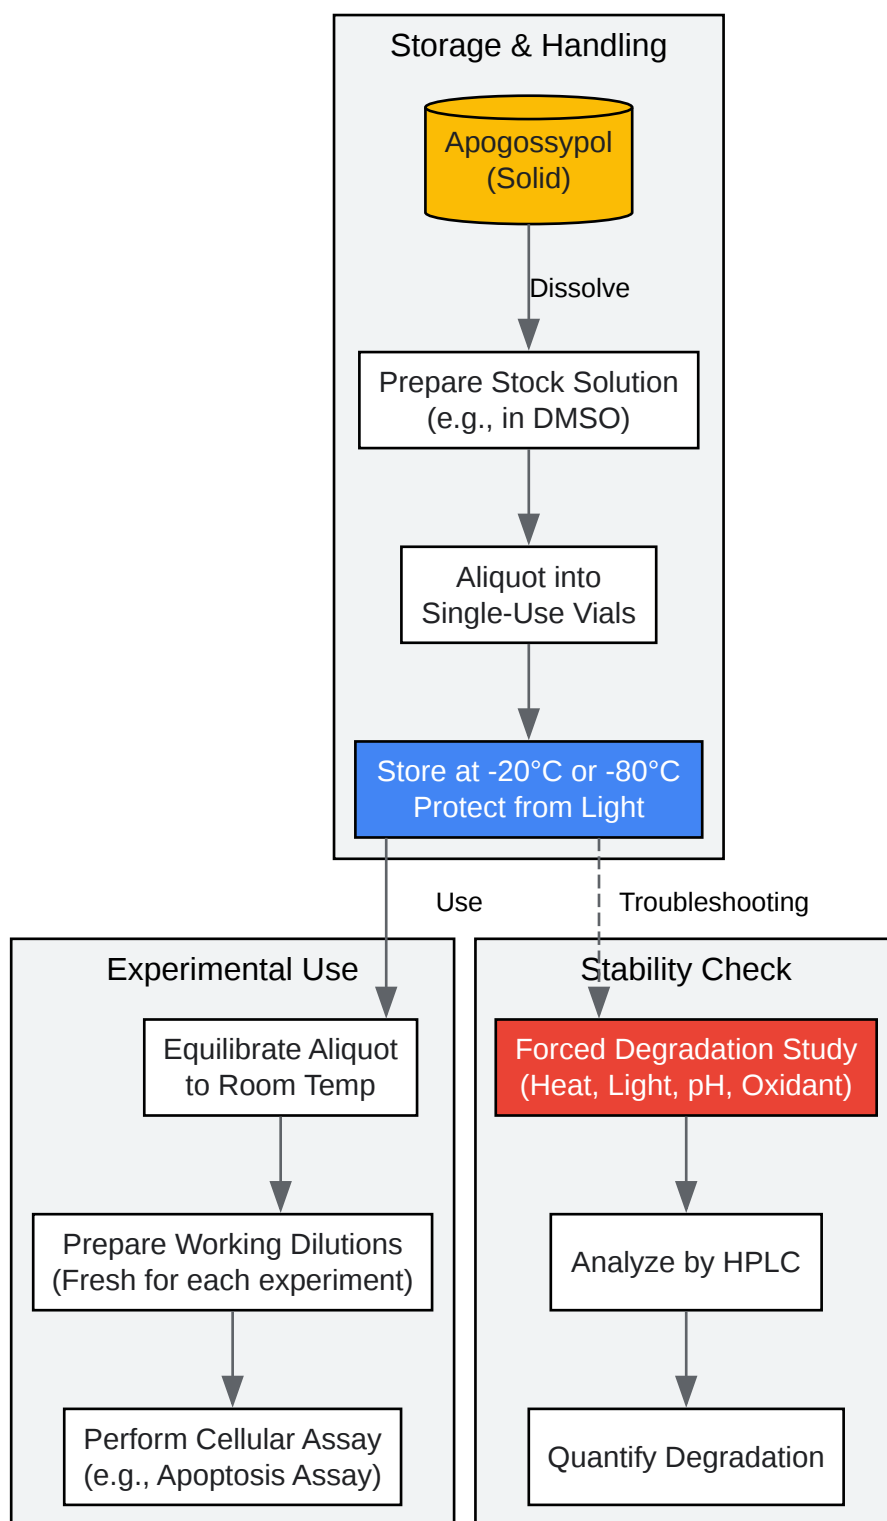 Storage & Handling
Apogossypol
(Solid)
Dissolve
Prepare Stock Solution
(e.g., in DMSO)
Aliquot into
Single-Use Vials
Store at -20°C or -80°C
Protect from Light
Use
Troubleshooting
Experimental Use
Equilibrate Aliquot
to Room Temp
Prepare Working Dilutions
(Fresh for each experiment)
Perform Cellular Assay
(e.g., Apoptosis Assay)
Stability Check
Forced Degradation Study
(Heat, Light, pH, Oxidant)
Analyze by HPLC
Quantify Degradation